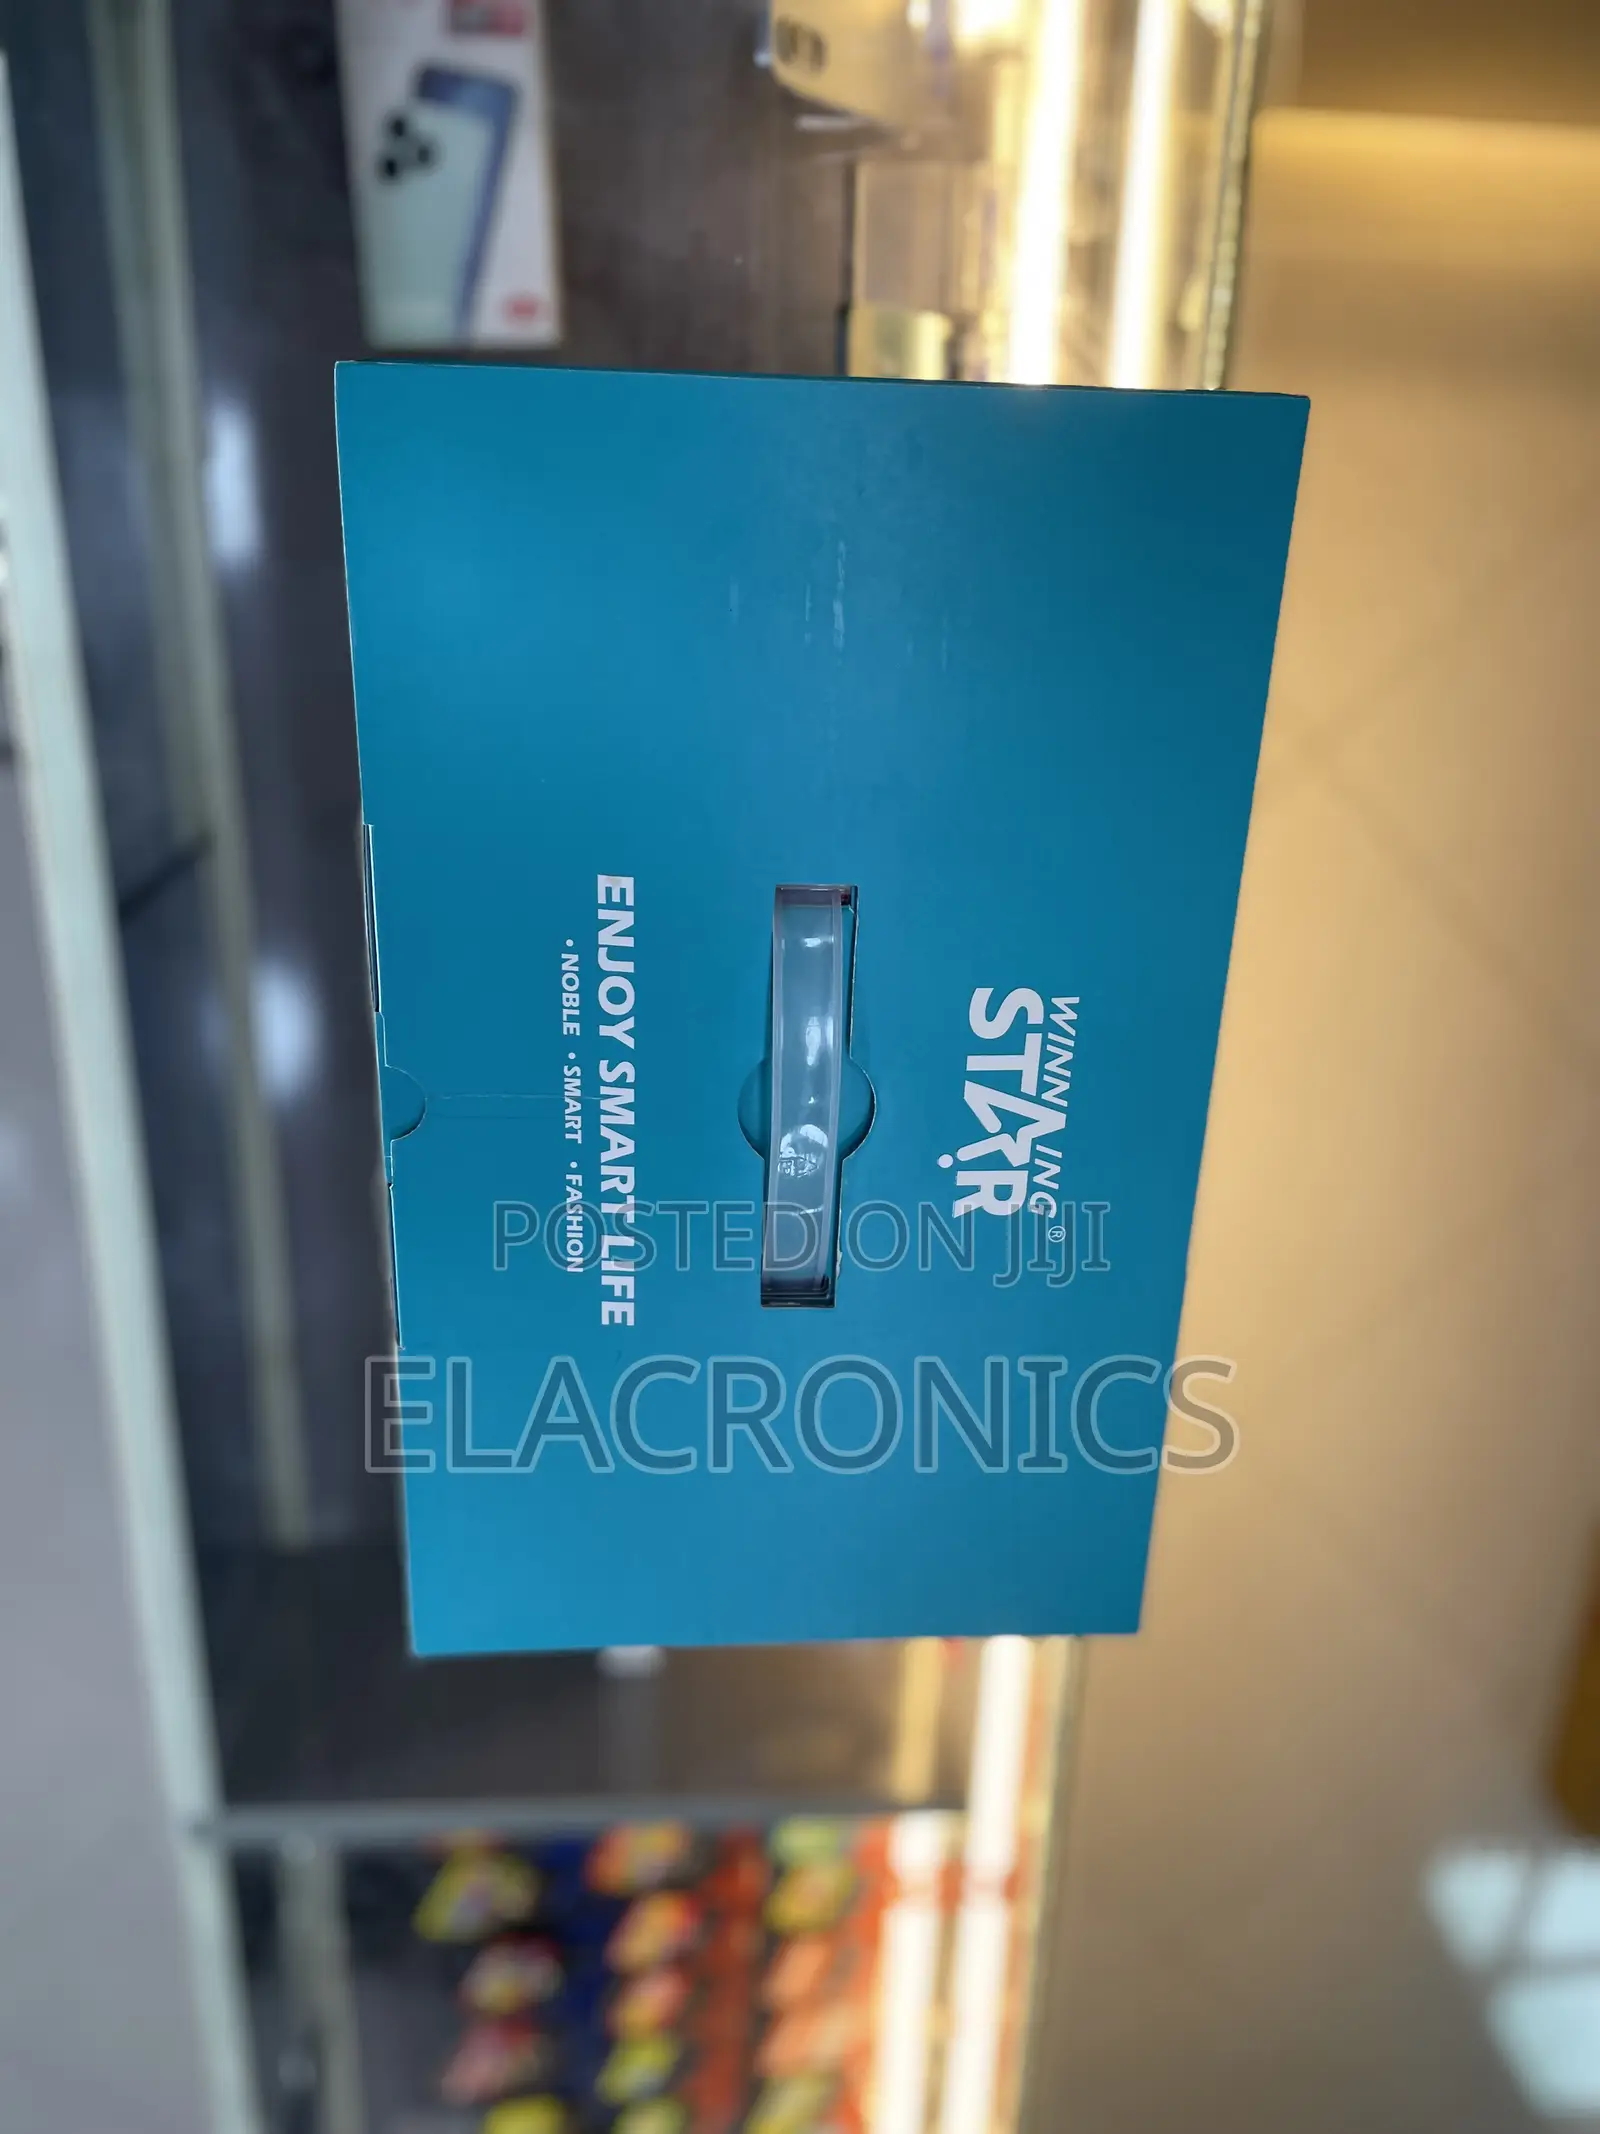 WINNING
STAR
®
ENJOY SMART LIFE
• NOBLE • SMART • FASHION
POSTED ON JIJI
ELACRONICS